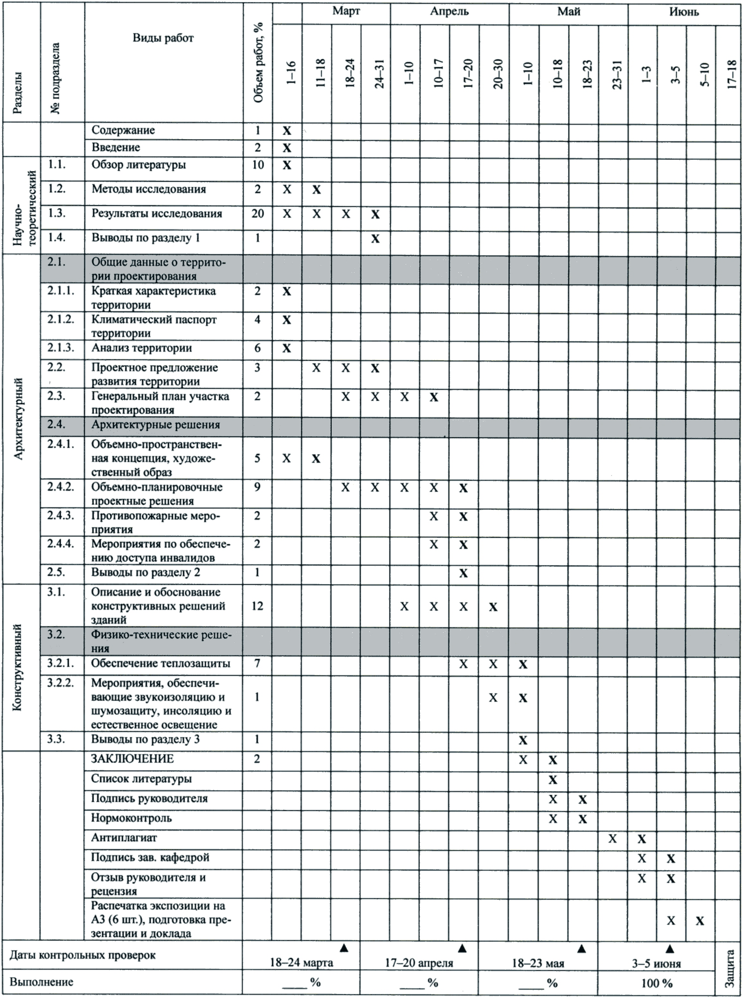 Март Апрель Май Июнь
Разделы № подраздела Виды работ Объем работ, % 1–16 11–18 18–24 24–31 1–10 10–17 17–20 20–30 1–10 10–18 18–23 23–31 1–3 3–5 5–10 17–18
Содержание 1 X
Введение 2 X
Научно-
теоретический
1.1. Обзор литературы 10 X
1.2. Методы исследования 2 X X
1.3. Результаты исследования 20 X X X X
1.4. Выводы по разделу 1 1 X
Архитектурный
2.1. Общие данные о террито-
рии проектирования
2.1.1. Краткая характеристика 2 X
территории
2.1.2. Климатический паспорт 4 X
территории
2.1.3. Анализ территории 6 X
2.2. Проектное предложение 3 X X X
развития территории
2.3. Генеральный план участка 2 X X X X
проектирования
2.4. Архитектурные решения
2.4.1. Объемно-пространствен-
ная концепция, художе- 5 X X
ственный образ
2.4.2. Объемно-планировочные 9 X X X X X
проектные решения
2.4.3. Противопожарные меро- 2 X X
приятия
2.4.4. Мероприятия по обеспече- 2 X X
нию доступа инвалидов
2.5. Выводы по разделу 2 1 X
Конструктивный
3.1. Описание и обоснование
конструктивных решений 12 X X X X
зданий
3.2. Физико-технические реше-
ния
3.2.1. Обеспечение теплозащиты 7 X X X
3.2.2. Мероприятия, обеспечи-
вающие звукоизоляцию и 1 X X
шумозащиту, инсоляцию и
естественное освещение
3.3. Выводы по разделу 3 1 X
ЗАКЛЮЧЕНИЕ 2 X X
Список литературы X
Подпись руководителя X X
Нормоконтроль X X
Антиплагиат X X
Подпись зав. кафедрой X X
Отзыв руководителя и X X
рецензия
Распечатка экспозиции на
А3 (6 шт.), подготовка пре- X X
зентации и доклада
Даты контрольных проверок 18–24 марта ▲ 17–20 апреля ▲ 18–23 мая ▲ 3–5 июня ▲ Защита
Выполнение ____ % ____ % ____ % 100 %